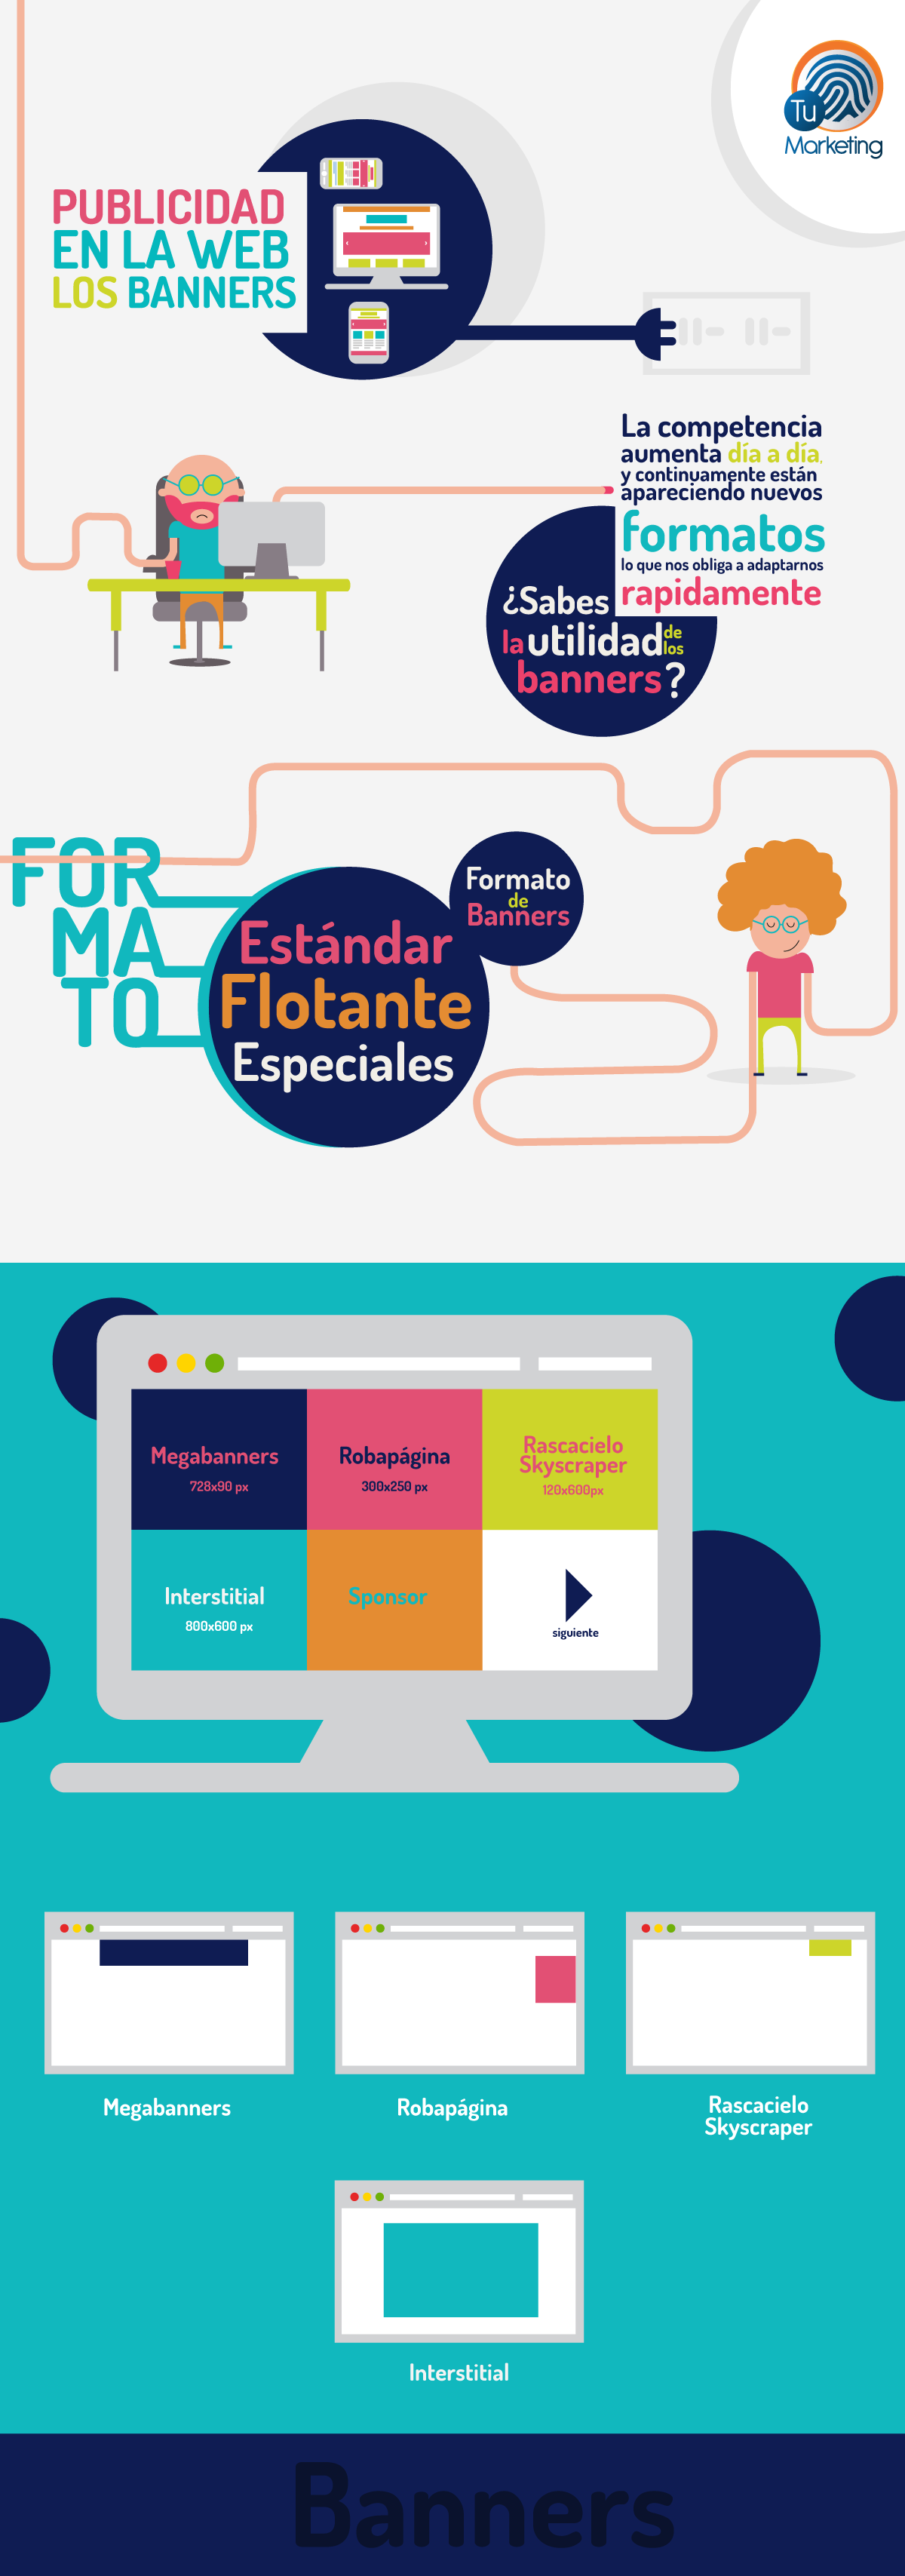 Tu
Marketing
PUBLICIDAD
EN LA WEB
LOS BANNERS
La competencia
aumenta día a día,
y continuamente están
apareciendo nuevos
formatos
lo que nos obliga a adaptarnos
rapidamente
¿Sabes
la utilidad de los
banners?
FOR
MA
TO
Estándar
Flotante
Especiales
Formato
de
Banners
Megabanners
728x90 px
Robapágina
300x250 px
Rascacielo
Skyscraper
120x600px
Interstitial
800x600 px
Sponsor
siguiente
Megabanners
Robapágina
Rascacielo
Skyscraper
Interstitial
Banners